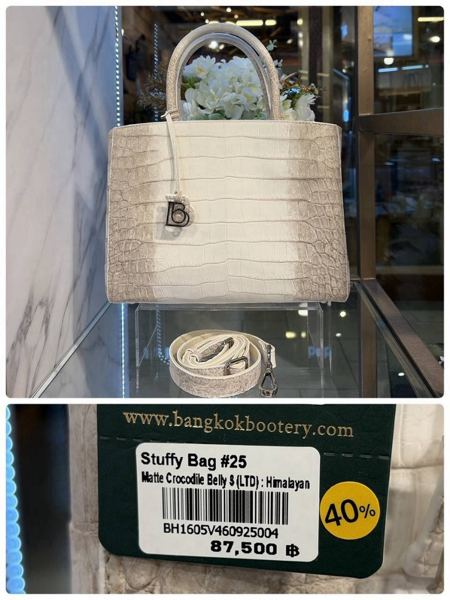 B
www.bangkokbootery.com
Stuffy Bag #25
Matte Crocodile Belly $ (LTD) : Himalayan
BH1605V460925004
87,500 ฿
40%